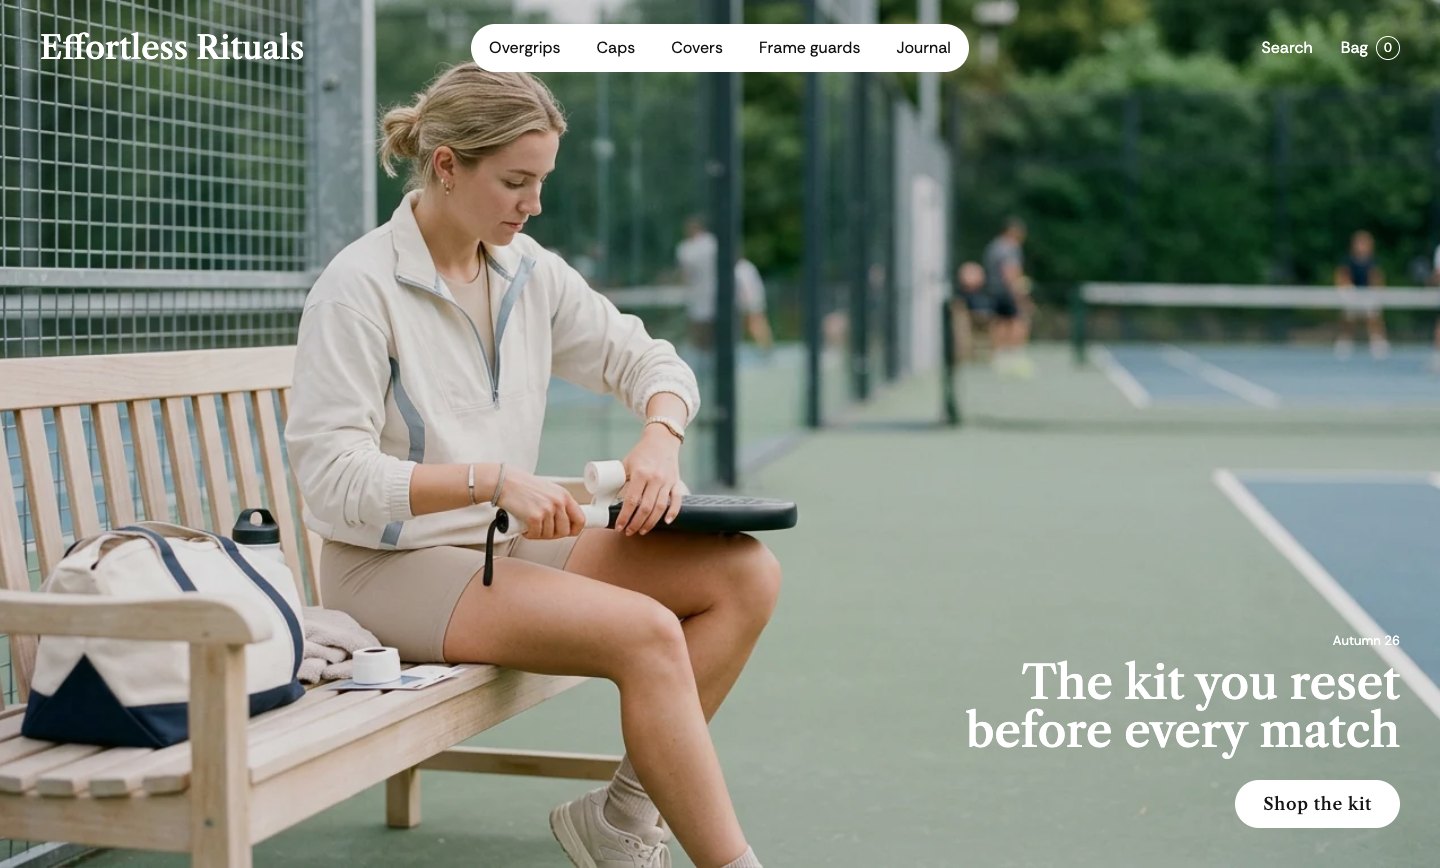 Effortless Rituals
Overgrips Caps Covers Frame guards Journal
Search Bag 0
Autumn 26
The kit you reset
before every match
Shop the kit